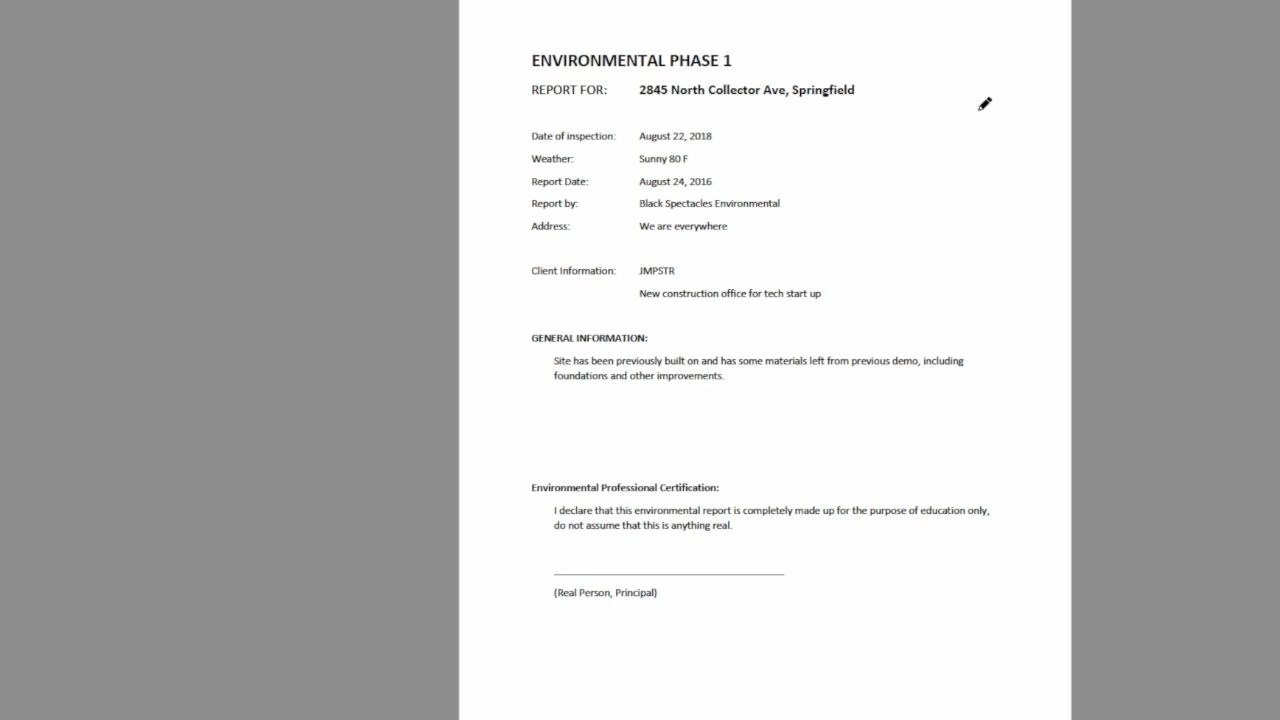 ENVIRONMENTAL PHASE 1
REPORT FOR: 2845 North Collector Ave, Springfield
Date of inspection: August 22, 2018
Weather: Sunny 80 F
Report Date: August 24, 2016
Report by: Black Spectacles Environmental
Address: We are everywhere
Client Information: JMPSTR
New construction office for tech start up
GENERAL INFORMATION:
Site has been previously built on and has some materials left from previous demo, including
foundations and other improvements.
Environmental Professional Certification:
I declare that this environmental report is completely made up for the purpose of education only,
do not assume that this is anything real.
(Real Person, Principal)